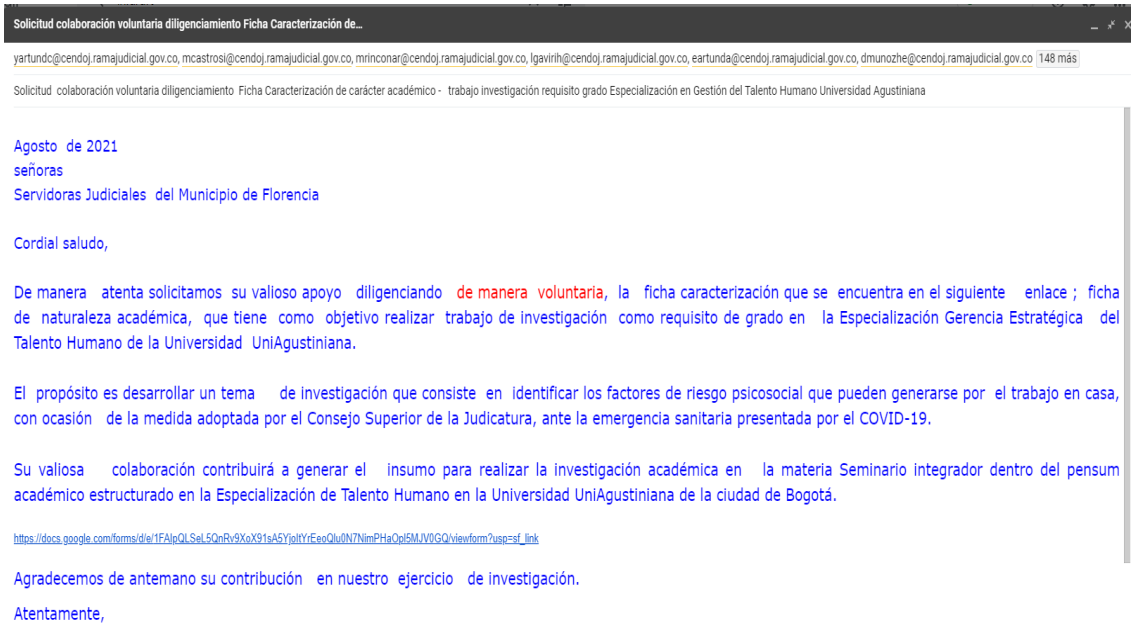 Solicitud colaboración voluntaria diligenciamiento Ficha Caracterización de...
yartundc@cendoj.ramajudicial.gov.co, mcastrosi@cendoj.ramajudicial.gov.co, mrinconar@cendoj.ramajudicial.gov.co, lgavirih@cendoj.ramajudicial.gov.co, eartunda@cendoj.ramajudicial.gov.co, dmunozhe@cendoj.ramajudicial.gov.co 148 más
Solicitud colaboración voluntaria diligenciamiento Ficha Caracterización de carácter académico - trabajo investigación requisito grado Especialización en Gestión del Talento Humano Universidad Agustiniana
Agosto de 2021
señoras
Servidoras Judiciales del Municipio de Florencia
Cordial saludo,
De manera atenta solicitamos su valioso apoyo diligenciando de manera voluntaria, la ficha caracterización que se encuentra en el siguiente enlace ; ficha
de naturaleza académica, que tiene como objetivo realizar trabajo de investigación como requisito de grado en la Especialización Gerencia Estratégica del
Talento Humano de la Universidad UniAgustiniana.
El propósito es desarrollar un tema de investigación que consiste en identificar los factores de riesgo psicosocial que pueden generarse por el trabajo en casa,
con ocasión de la medida adoptada por el Consejo Superior de la Judicatura, ante la emergencia sanitaria presentada por el COVID-19.
Su valiosa colaboración contribuirá a generar el insumo para realizar la investigación académica en la materia Seminario integrador dentro del pensum
académico estructurado en la Especialización de Talento Humano en la Universidad UniAgustiniana de la ciudad de Bogotá.
https://docs.google.com/forms/d/e/1FAIpQLSeL5QnRv9XoX91sA5YjoItYrEeoQlu0N7NimPHaOpl5MJV0GQ/viewform?usp=sf_link
Agradecemos de antemano su contribución en nuestro ejercicio de investigación.
Atentamente,